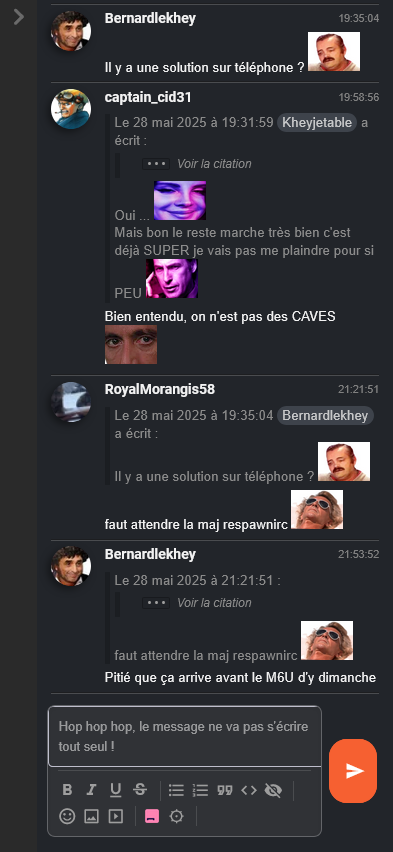 Bernardlekhey 19:35:04
Il y a une solution sur téléphone ?
captain_cid31 19:58:56
Le 28 mai 2025 à 19:31:59 Kheyjetable a
écrit :
Voir la citation
Oui ...
Mais bon le reste marche très bien c'est
déjà SUPER je vais pas me plaindre pour si
PEU
Bien entendu, on n'est pas des CAVES
RoyalMorangis58 21:21:51
Le 28 mai 2025 à 19:35:04 Bernardlekhey
a écrit :
Il y a une solution sur téléphone ?
faut attendre la maj respawnirc
Bernardlekhey 21:53:52
Le 28 mai 2025 à 21:21:51 :
Voir la citation
faut attendre la maj respawnirc
Pitié que ça arrive avant le M6U d'y dimanche
Hop hop hop, le message ne va pas s'écrire
tout seul !
B I U S